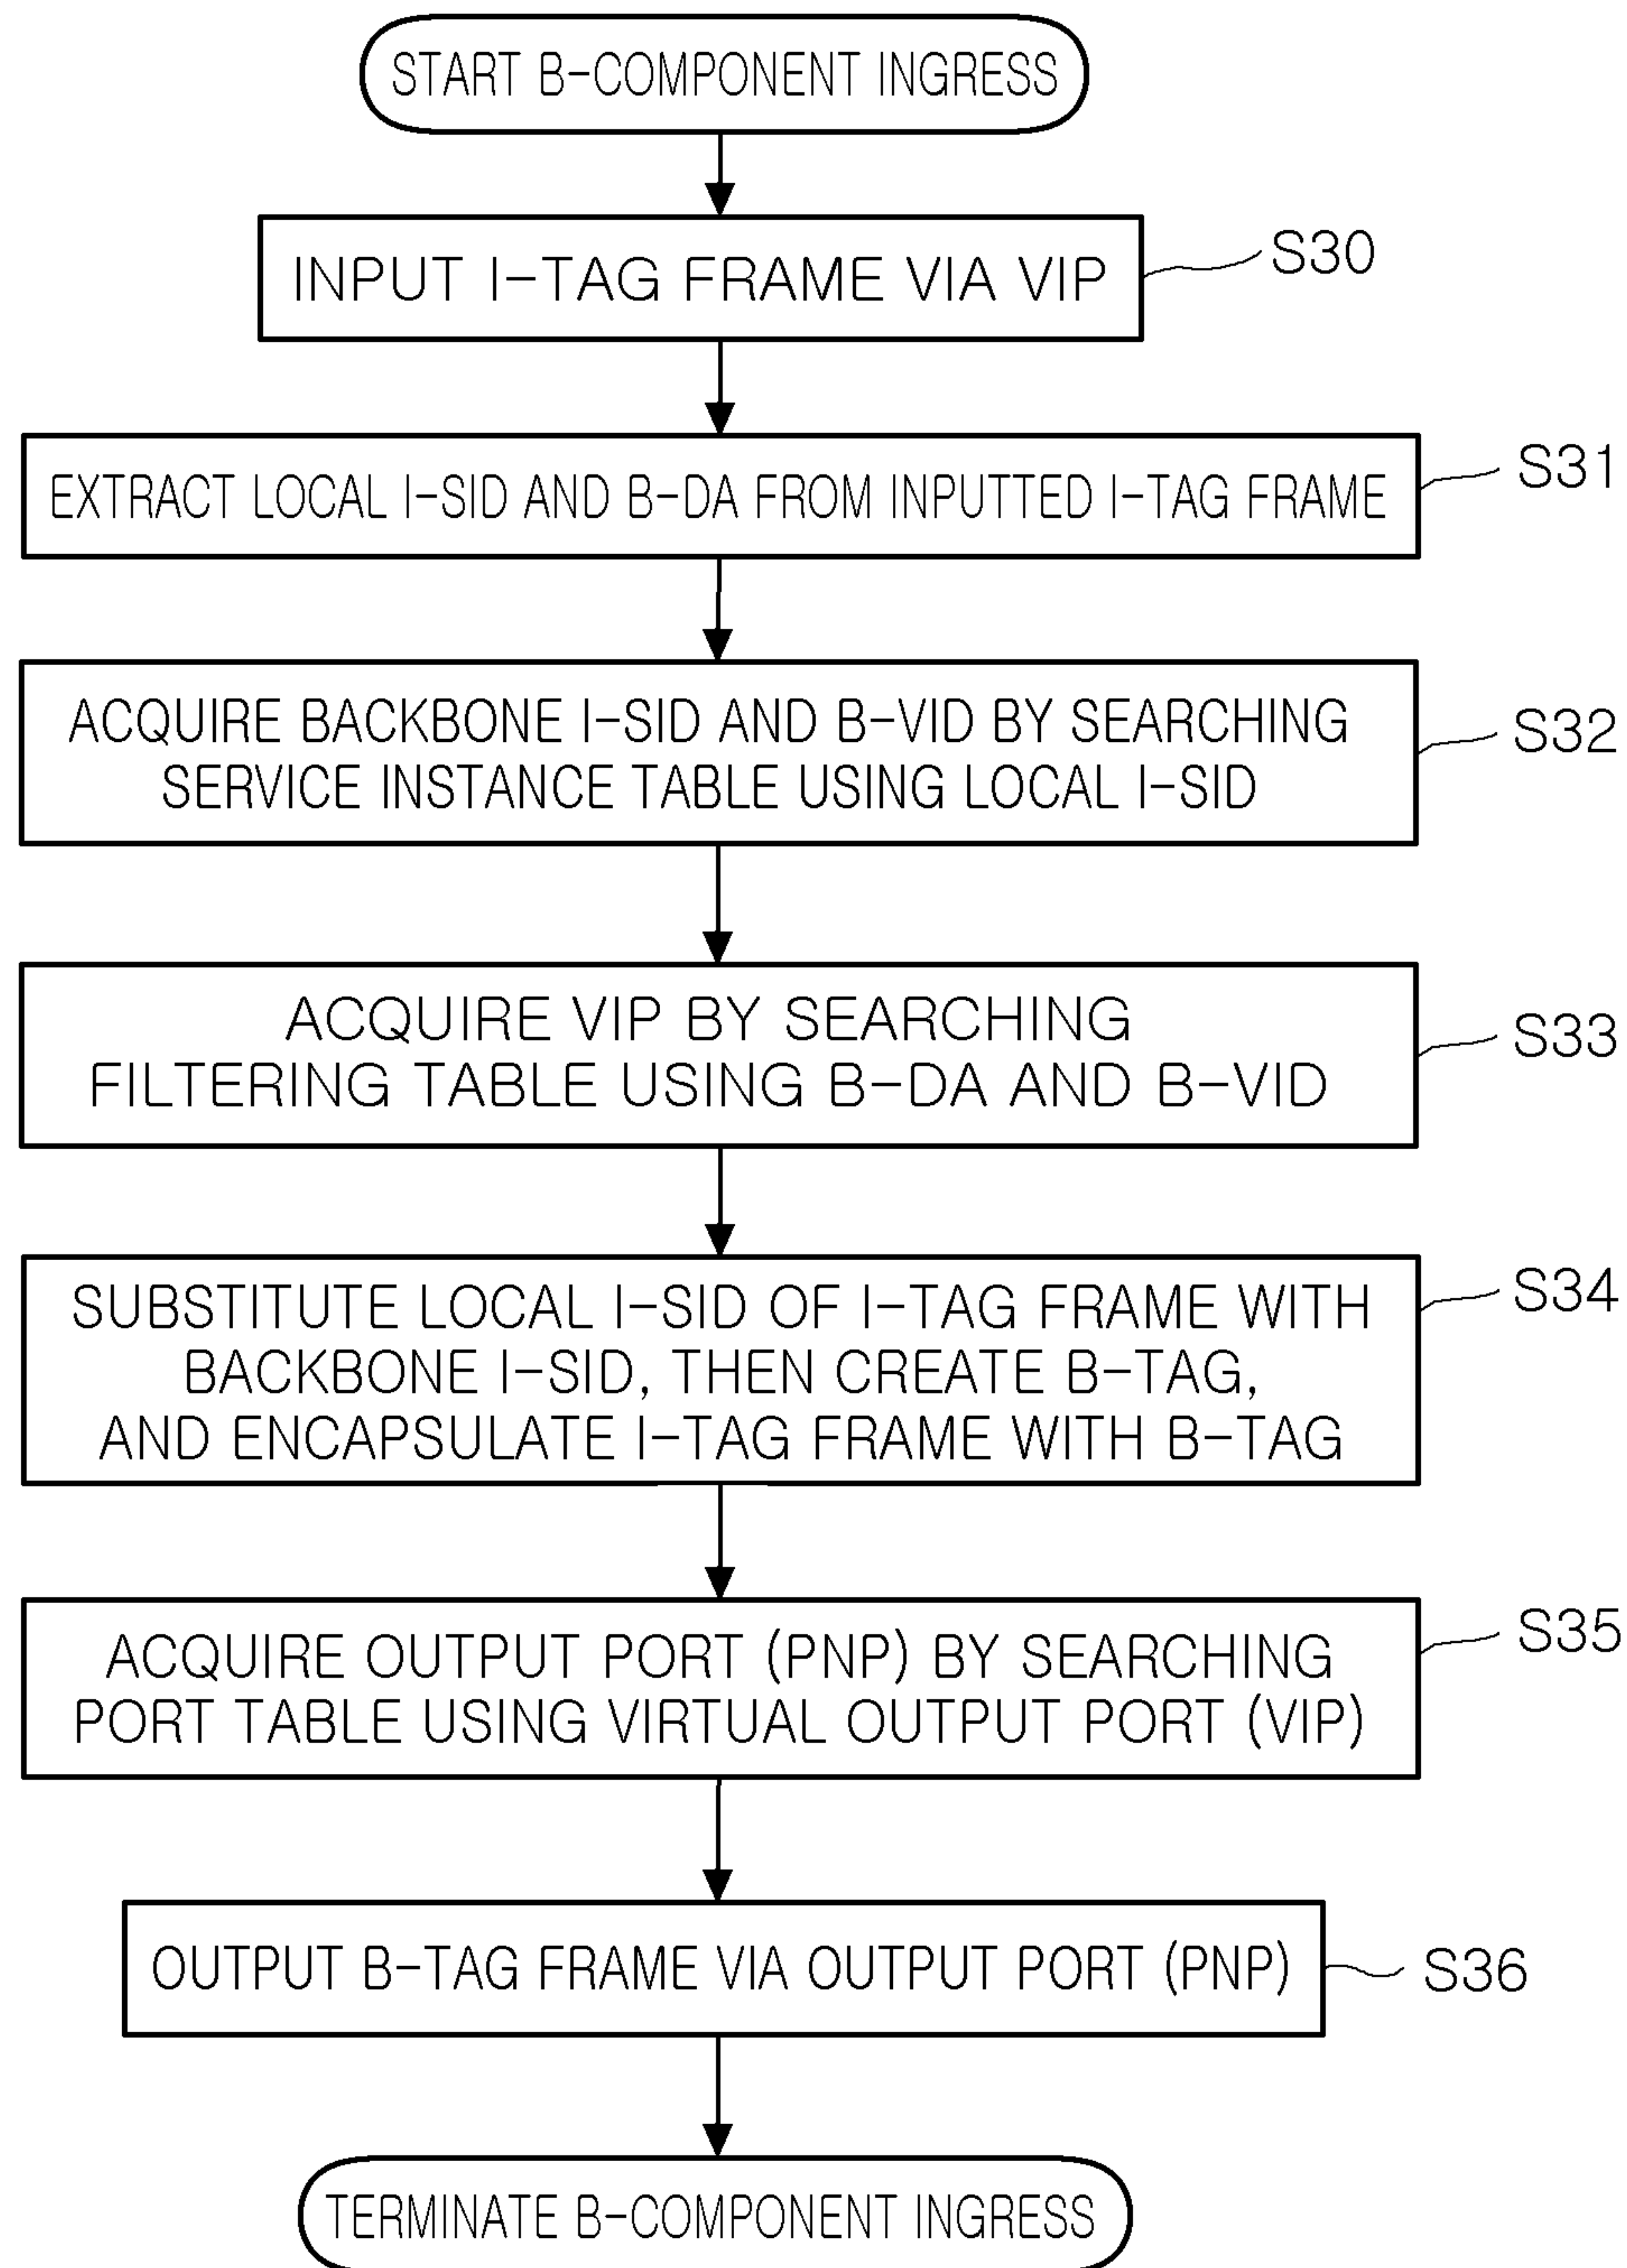 START B-COMPONENT INGRESS
INPUT I-TAG FRAME VIA VIP
S30
EXTRACT LOCAL I-SID AND B-DA FROM INPUTTED I-TAG FRAME
S31
ACQUIRE BACKBONE I-SID AND B-VID BY SEARCHING
SERVICE INSTANCE TABLE USING LOCAL I-SID
S32
ACQUIRE VIP BY SEARCHING
FILTERING TABLE USING B-DA AND B-VID
S33
SUBSTITUTE LOCAL I-SID OF I-TAG FRAME WITH
BACKBONE I-SID, THEN CREATE B-TAG,
AND ENCAPSULATE I-TAG FRAME WITH B-TAG
S34
ACQUIRE OUTPUT PORT (PNP) BY SEARCHING
PORT TABLE USING VIRTUAL OUTPUT PORT (VIP)
S35
OUTPUT B-TAG FRAME VIA OUTPUT PORT (PNP)
S36
TERMINATE B-COMPONENT INGRESS